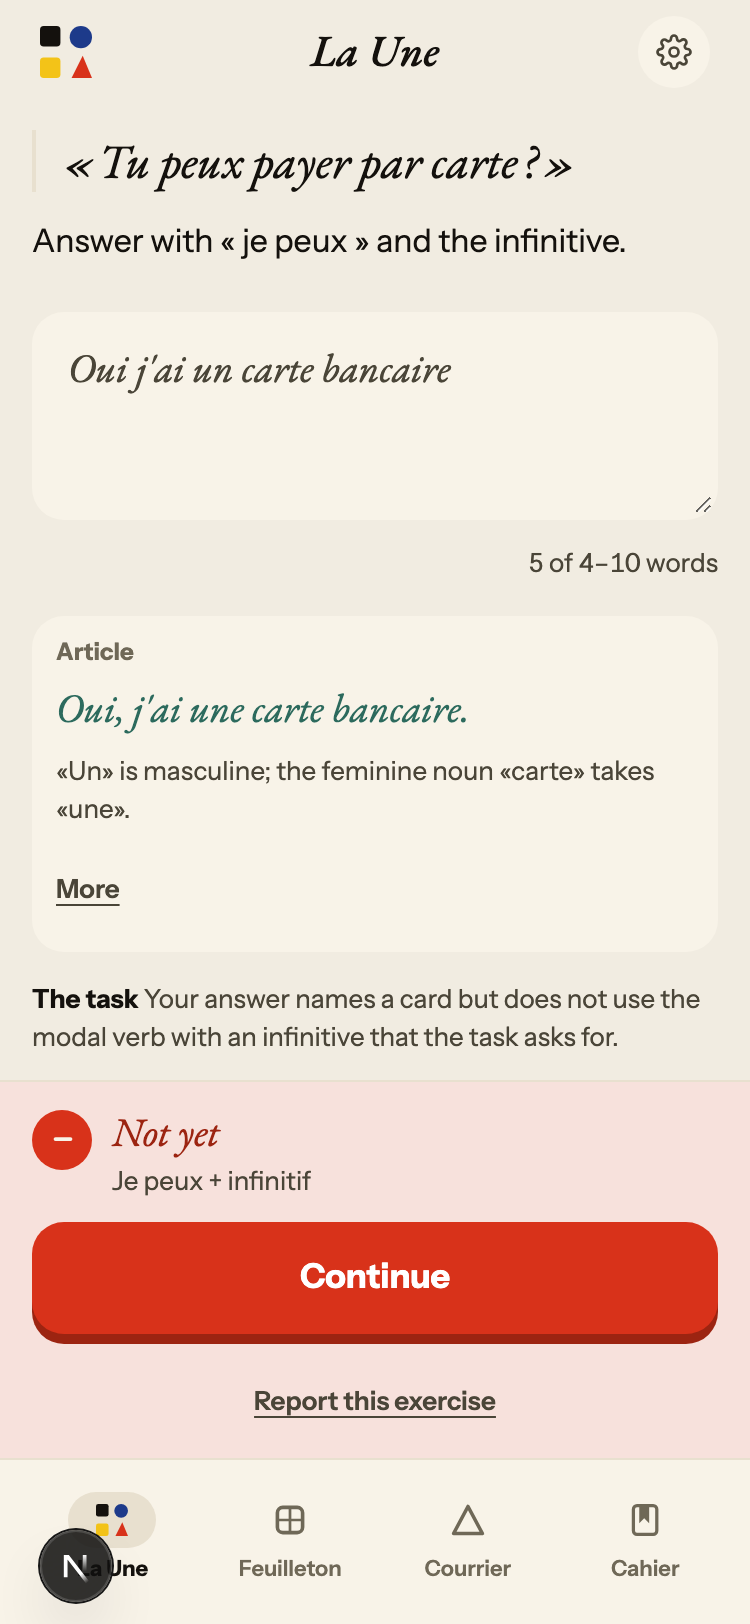 La Une
« Tu peux payer par carte ? »
Answer with « je peux » and the infinitive.
Oui j'ai un carte bancaire
5 of 4–10 words
Article
Oui, j'ai une carte bancaire.
«Un» is masculine; the feminine noun «carte» takes
«une».
More
The task Your answer names a card but does not use the
modal verb with an infinitive that the task asks for.
Not yet
Je peux + infinitif
Continue
Report this exercise
La Une
Feuilleton
Courrier
Cahier
N